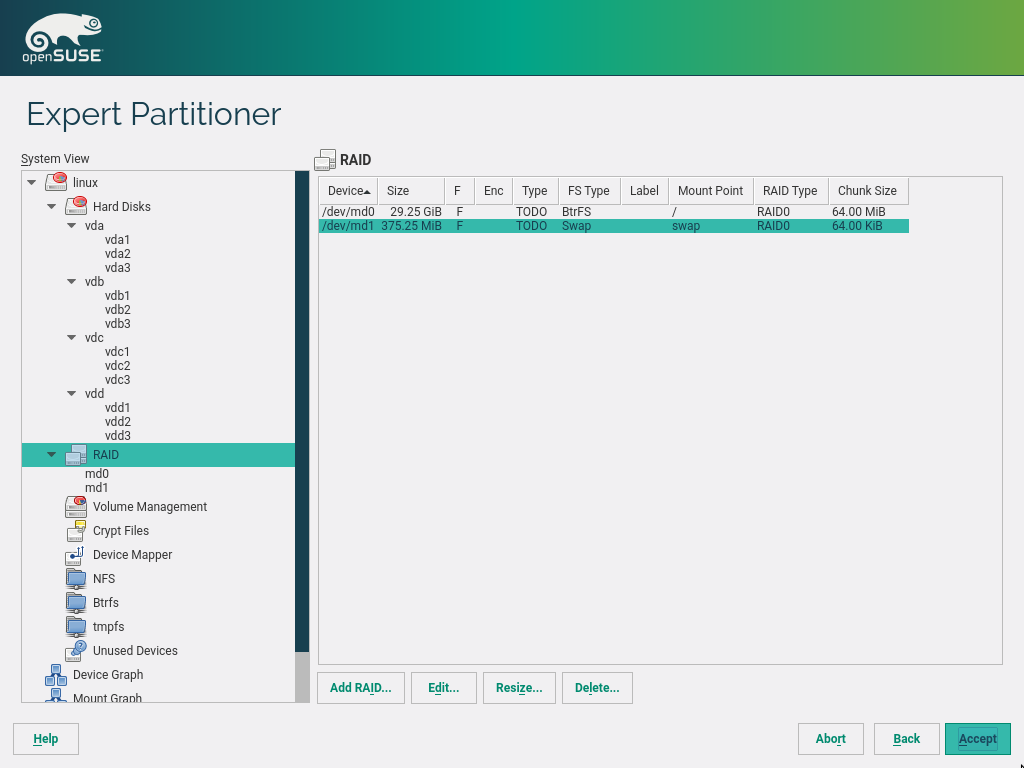 openSUSE
Expert Partitioner
System View
linux
Hard Disks
vda
vda1
vda2
vda3
vdb
vdb1
vdb2
vdb3
vdc
vdc1
vdc2
vdc3
vdd
vdd1
vdd2
vdd3
RAID
md0
md1
Volume Management
Crypt Files
Device Mapper
NFS
Btrfs
tmpfs
Unused Devices
Device Graph
Mount Graph
RAID
Device Size F Enc Type FS Type Label Mount Point RAID Type Chunk Size
/dev/md0 29.25 GiB F TODO BtrFS / RAID0 64.00 MiB
/dev/md1 375.25 MiB F TODO Swap swap RAID0 64.00 KiB
Add RAID... Edit... Resize... Delete...
Help Abort Back Accept